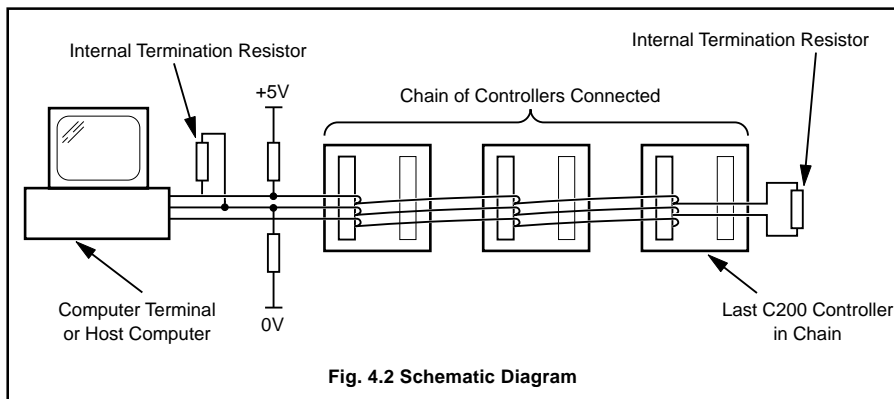 Internal Termination Resistor
Internal Termination Resistor
+5V
Chain of Controllers Connected
Computer Terminal
or Host Computer
0V
Last C200 Controller
in Chain
Fig. 4.2 Schematic Diagram